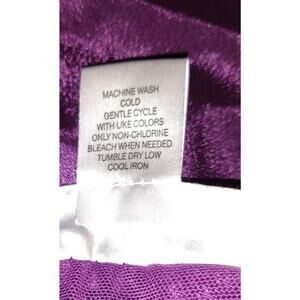 MACHINE WASH
COLD
GENTLE CYCLE
WITH LIKE COLORS
ONLY NON-CHLORINE
BLEACH WHEN NEEDED
TUMBLE DRY LOW
COOL IRON